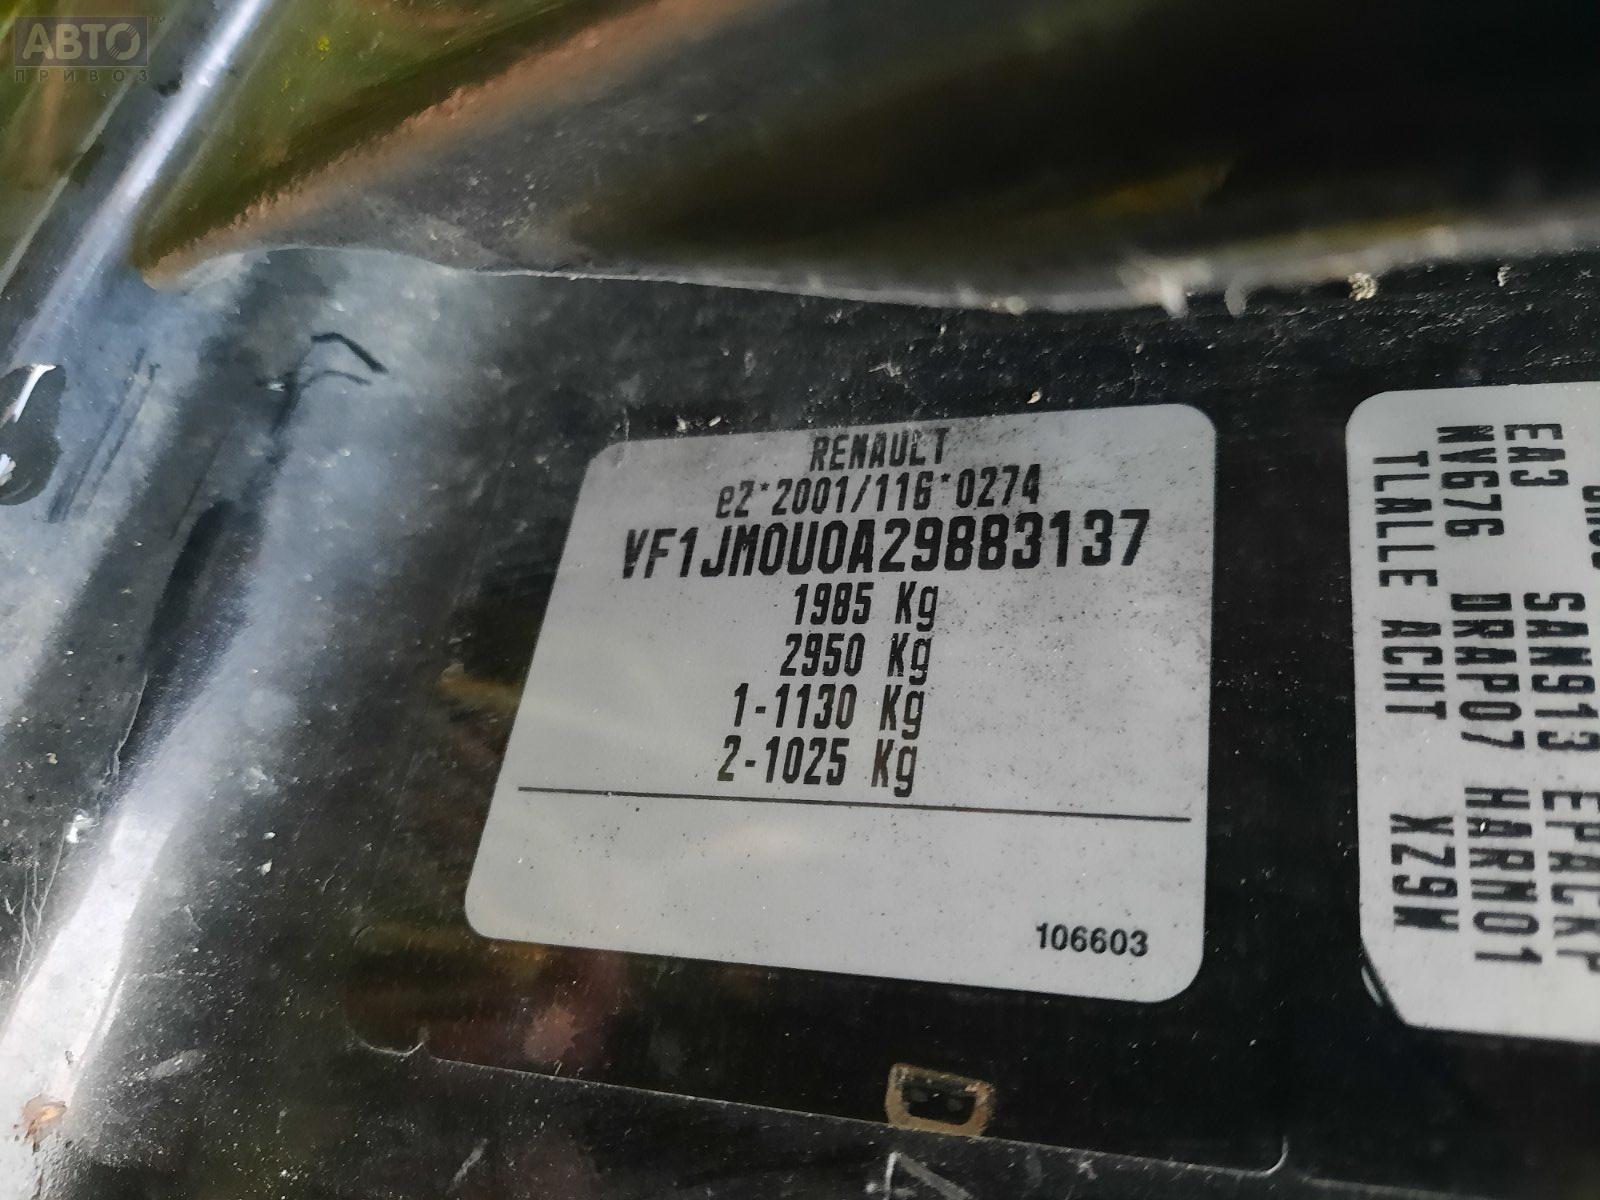 АВТО
ПРИВОЗ
RENAULT
e2*2001/116*0274
VF1JM0U0A29883137
1985 Kg
2950 Kg
1-1130 Kg
2-1025 Kg
106603
EA3 SAN913 EPACKP
NV676 DRAP07 HARM01
TLALLE ACHT XZ9W